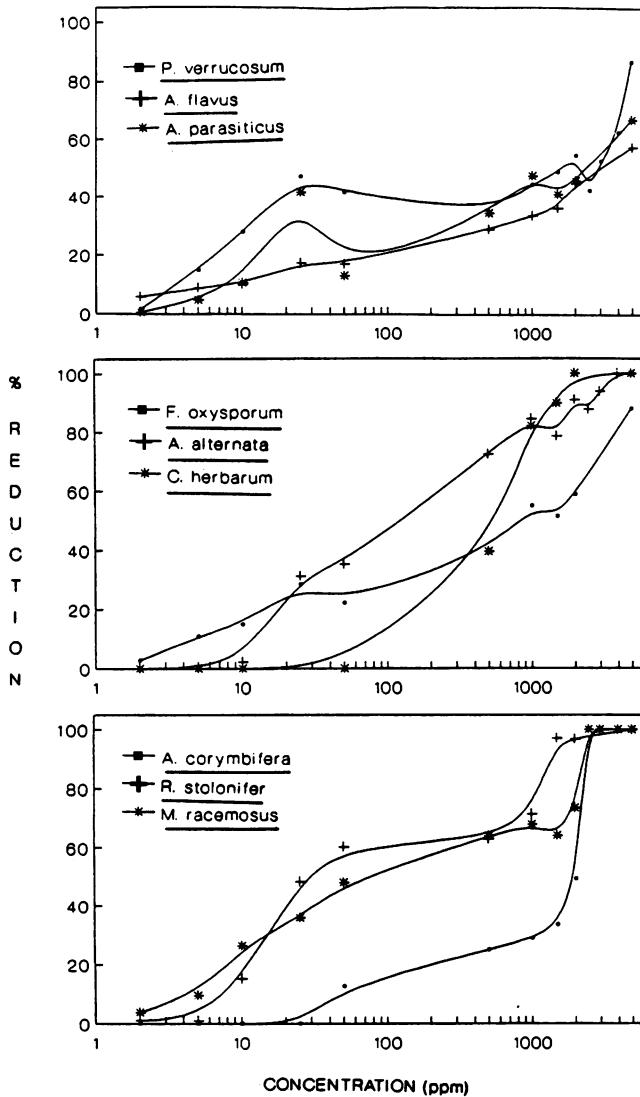 100
80
60
40
20
0
P. verrucosum
A. flavus
A. parasiticus
1 10 100 1000
% REDUCTION
100
80
60
40
20
0
F. oxysporum
A. alternata
C. herbarum
1 10 100 1000
100
80
60
40
20
0
A. corymbifera
R. stolonifer
M. racemosus
1 10 100 1000
CONCENTRATION (ppm)